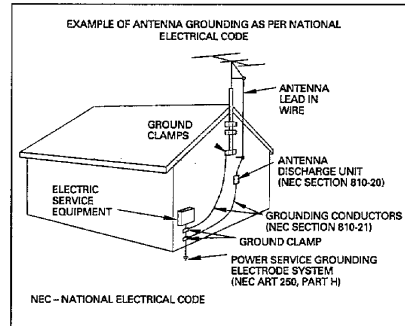 EXAMPLE OF ANTENNA GROUNDING AS PER NATIONAL
ELECTRICAL CODE
ANTENNA
LEAD IN
WIRE
GROUND
CLAMPS
ANTENNA
DISCHARGE UNIT
(NEC SECTION 810-20)
ELECTRIC
SERVICE
EQUIPMENT
GROUNDING CONDUCTORS
(NEC SECTION 810-21)
GROUND CLAMP
POWER SERVICE GROUNDING
ELECTRODE SYSTEM
(NEC ART 250, PART H)
NEC – NATIONAL ELECTRICAL CODE